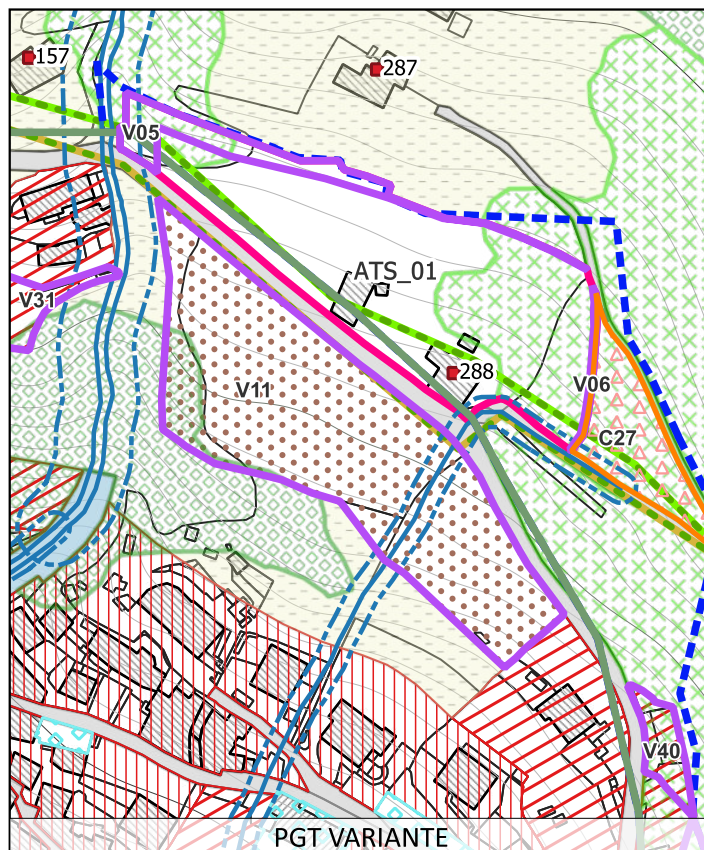 157
287
V05
ATS_01
V31
288
V11
V06
C27
V40
PGT VARIANTE